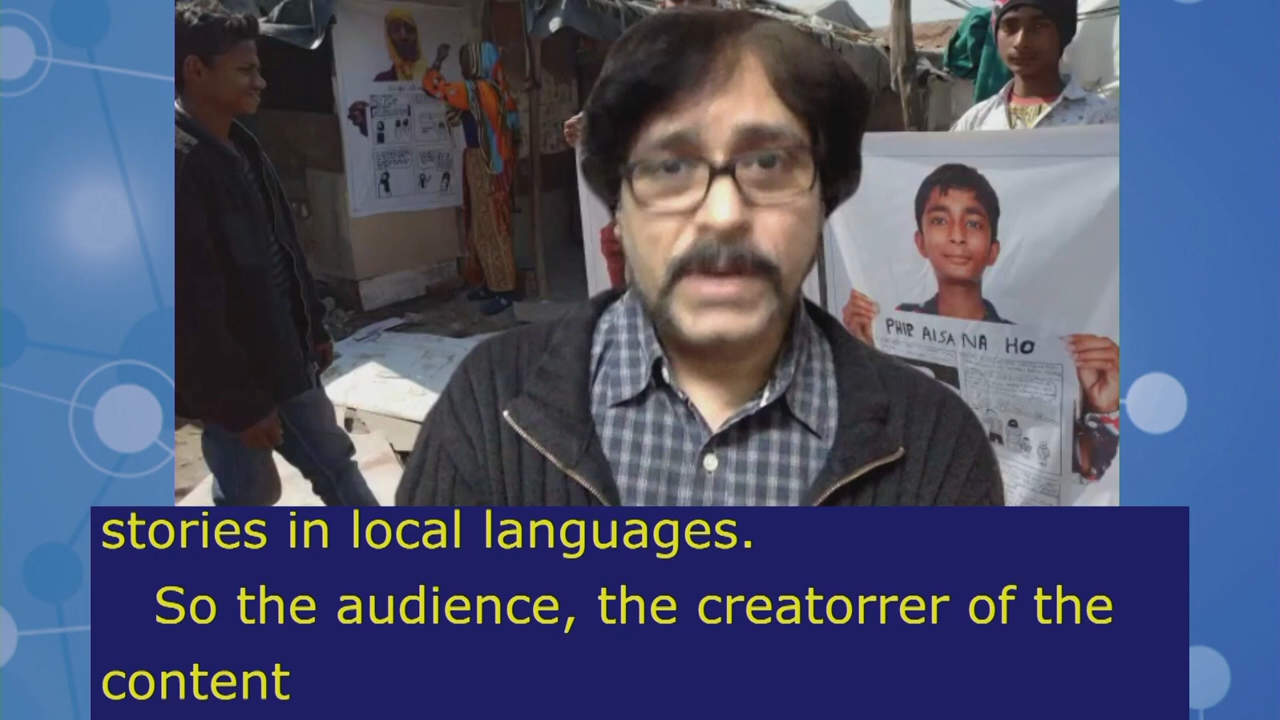 PHIR AISA NA HO
stories in local languages.
So the audience, the creatorrer of the
content